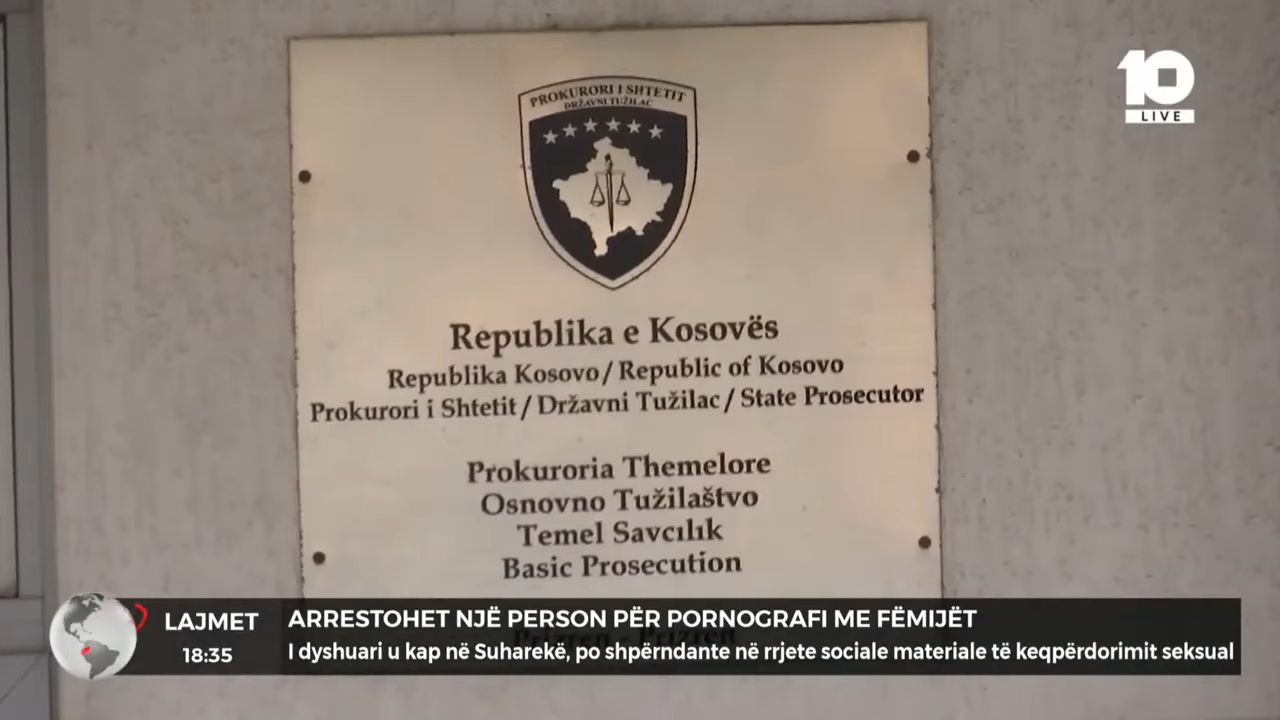 10
LIVE
PROKURORI I SHTETIT
DRŽAVNI TUŽILAC
Republika e Kosovës
Republika Kosovo / Republic of Kosovo
Prokurori i Shtetit / Državni Tužilac / State Prosecutor
Prokuroria Themelore
Osnovno Tužilaštvo
Temel Savcılık
Basic Prosecution
Prizren - Prizren
LAJMET
18:35
ARRESTOHET NJË PERSON PËR PORNOGRAFI ME FËMIJËT
I dyshuari u kap në Suharekë, po shpërndante në rrjete sociale materiale të keqpërdorimit seksual